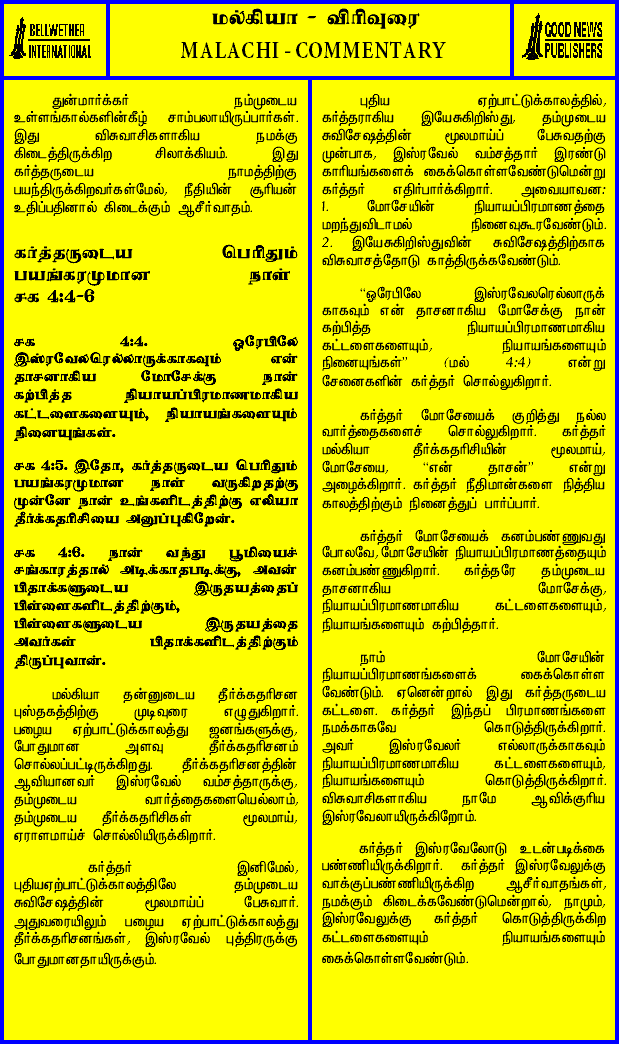 BELLWETHER
INTERNATIONAL
மல்கியா - விரிவுரை
MALACHI - COMMENTARY
GOOD NEWS
PUBLISHERS
துன்மார்க்கர் நம்முடைய
உள்ளங்கால்களின்கீழ் சாம்பலாயிருப்பார்கள்.
இது விசுவாசிகளாகிய நமக்கு
கிடைத்திருக்கிற சிலாக்கியம். இது
கர்த்தருடைய நாமத்திற்கு
பயந்திருக்கிறவர்கள்மேல், நீதியின் சூரியன்
உதிப்பதினால் கிடைக்கும் ஆசீர்வாதம்.
கர்த்தருடைய பெரிதும்
பயங்கரமுமான நாள்
சக 4:4-6
சக 4:4. ஓரேபிலே
இஸ்ரவேலரெல்லாருக்காகவும் என்
தாசனாகிய மோசேக்கு நான்
கற்பித்த நியாயப்பிரமாணமாகிய
கட்டளைகளையும், நியாயங்களையும்
நினையுங்கள்.
சக 4:5. இதோ, கர்த்தருடைய பெரிதும்
பயங்கரமுமான நாள் வருகிறதற்கு
முன்னே நான் உங்களிடத்திற்கு எலியா
தீர்க்கதரிசியை அனுப்புகிறேன்.
சக 4:6. நான் வந்து பூமியைச்
சங்காரத்தால் அடிக்காதபடிக்கு, அவன்
பிதாக்களுடைய இருதயத்தைப்
பிள்ளைகளிடத்திற்கும்,
பிள்ளைகளுடைய இருதயத்தை
அவர்கள் பிதாக்களிடத்திற்கும்
திருப்புவான்.
மல்கியா தன்னுடைய தீர்க்கதரிசன
புஸ்தகத்திற்கு முடிவுரை எழுதுகிறார்.
பழைய ஏற்பாட்டுக்காலத்து ஜனங்களுக்கு,
போதுமான அளவு தீர்க்கதரிசனம்
சொல்லப்பட்டிருக்கிறது. தீர்க்கதரிசனத்தின்
ஆவியானவர் இஸ்ரவேல் வம்சத்தாருக்கு,
தம்முடைய வார்த்தைகளையெல்லாம்,
தம்முடைய தீர்க்கதரிசிகள் மூலமாய்,
ஏராளமாய்ச் சொல்லியிருக்கிறார்.
கர்த்தர் இனிமேல்,
புதியஏற்பாட்டுக்காலத்திலே தம்முடைய
சுவிசேஷத்தின் மூலமாய்ப் பேசுவார்.
அதுவரையிலும் பழைய ஏற்பாட்டுக்காலத்து
தீர்க்கதரிசனங்கள், இஸ்ரவேல் புத்திரருக்கு
போதுமானதாயிருக்கும்.
புதிய ஏற்பாட்டுக்காலத்தில்,
கர்த்தராகிய இயேசுகிறிஸ்து, தம்முடைய
சுவிசேஷத்தின் மூலமாய்ப் பேசுவதற்கு
முன்பாக, இஸ்ரவேல் வம்சத்தார் இரண்டு
காரியங்களைக் கைக்கொள்ளவேண்டுமென்று
கர்த்தர் எதிர்பார்க்கிறார். அவையாவன:
1. மோசேயின் நியாயப்பிரமாணத்தை
மறந்துவிடாமல் நினைவுகூரவேண்டும்.
2. இயேசுகிறிஸ்துவின் சுவிசேஷத்திற்காக
விசுவாசத்தோடு காத்திருக்கவேண்டும்.
“ஓரேபிலே இஸ்ரவேலரெல்லாருக்
காகவும் என் தாசனாகிய மோசேக்கு நான்
கற்பித்த நியாயப்பிரமாணமாகிய
கட்டளைகளையும், நியாயங்களையும்
நினையுங்கள்” (மல் 4:4) என்று
சேனைகளின் கர்த்தர் சொல்லுகிறார்.
கர்த்தர் மோசேயைக் குறித்து நல்ல
வார்த்தைகளைச் சொல்லுகிறார். கர்த்தர்
மல்கியா தீர்க்கதரிசியின் மூலமாய்,
மோசேயை, “என் தாசன்” என்று
அழைக்கிறார். கர்த்தர் நீதிமான்களை நித்திய
காலத்திற்கும் நினைத்துப் பார்ப்பார்.
கர்த்தர் மோசேயைக் கனம்பண்ணுவது
போலவே,மோசேயின் நியாயப்பிரமாணத்தையும்
கனம்பண்ணுகிறார். கர்த்தரே தம்முடைய
தாசனாகிய மோசேக்கு,
நியாயப்பிரமாணமாகிய கட்டளைகளையும்,
நியாயங்களையும் கற்பித்தார்.
நாம் மோசேயின்
நியாயப்பிரமாணங்களைக் கைக்கொள்ள
வேண்டும். ஏனென்றால் இது கர்த்தருடைய
கட்டளை. கர்த்தர் இந்தப் பிரமாணங்களை
நமக்காகவே கொடுத்திருக்கிறார்.
அவர் இஸ்ரவேலர் எல்லாருக்காகவும்
நியாயப்பிரமாணமாகிய கட்டளைகளையும்,
நியாயங்களையும் கொடுத்திருக்கிறார்.
விசுவாசிகளாகிய நாமே ஆவிக்குரிய
இஸ்ரவேலாயிருக்கிறோம்.
கர்த்தர் இஸ்ரவேலோடு உடன்படிக்கை
பண்ணியிருக்கிறார். கர்த்தர் இஸ்ரவேலுக்கு
வாக்குப்பண்ணியிருக்கிற ஆசீர்வாதங்கள்,
நமக்கும் கிடைக்கவேண்டுமென்றால், நாமும்,
இஸ்ரவேலுக்கு கர்த்தர் கொடுத்திருக்கிற
கட்டளைகளையும் நியாயங்களையும்
கைக்கொள்ளவேண்டும்.